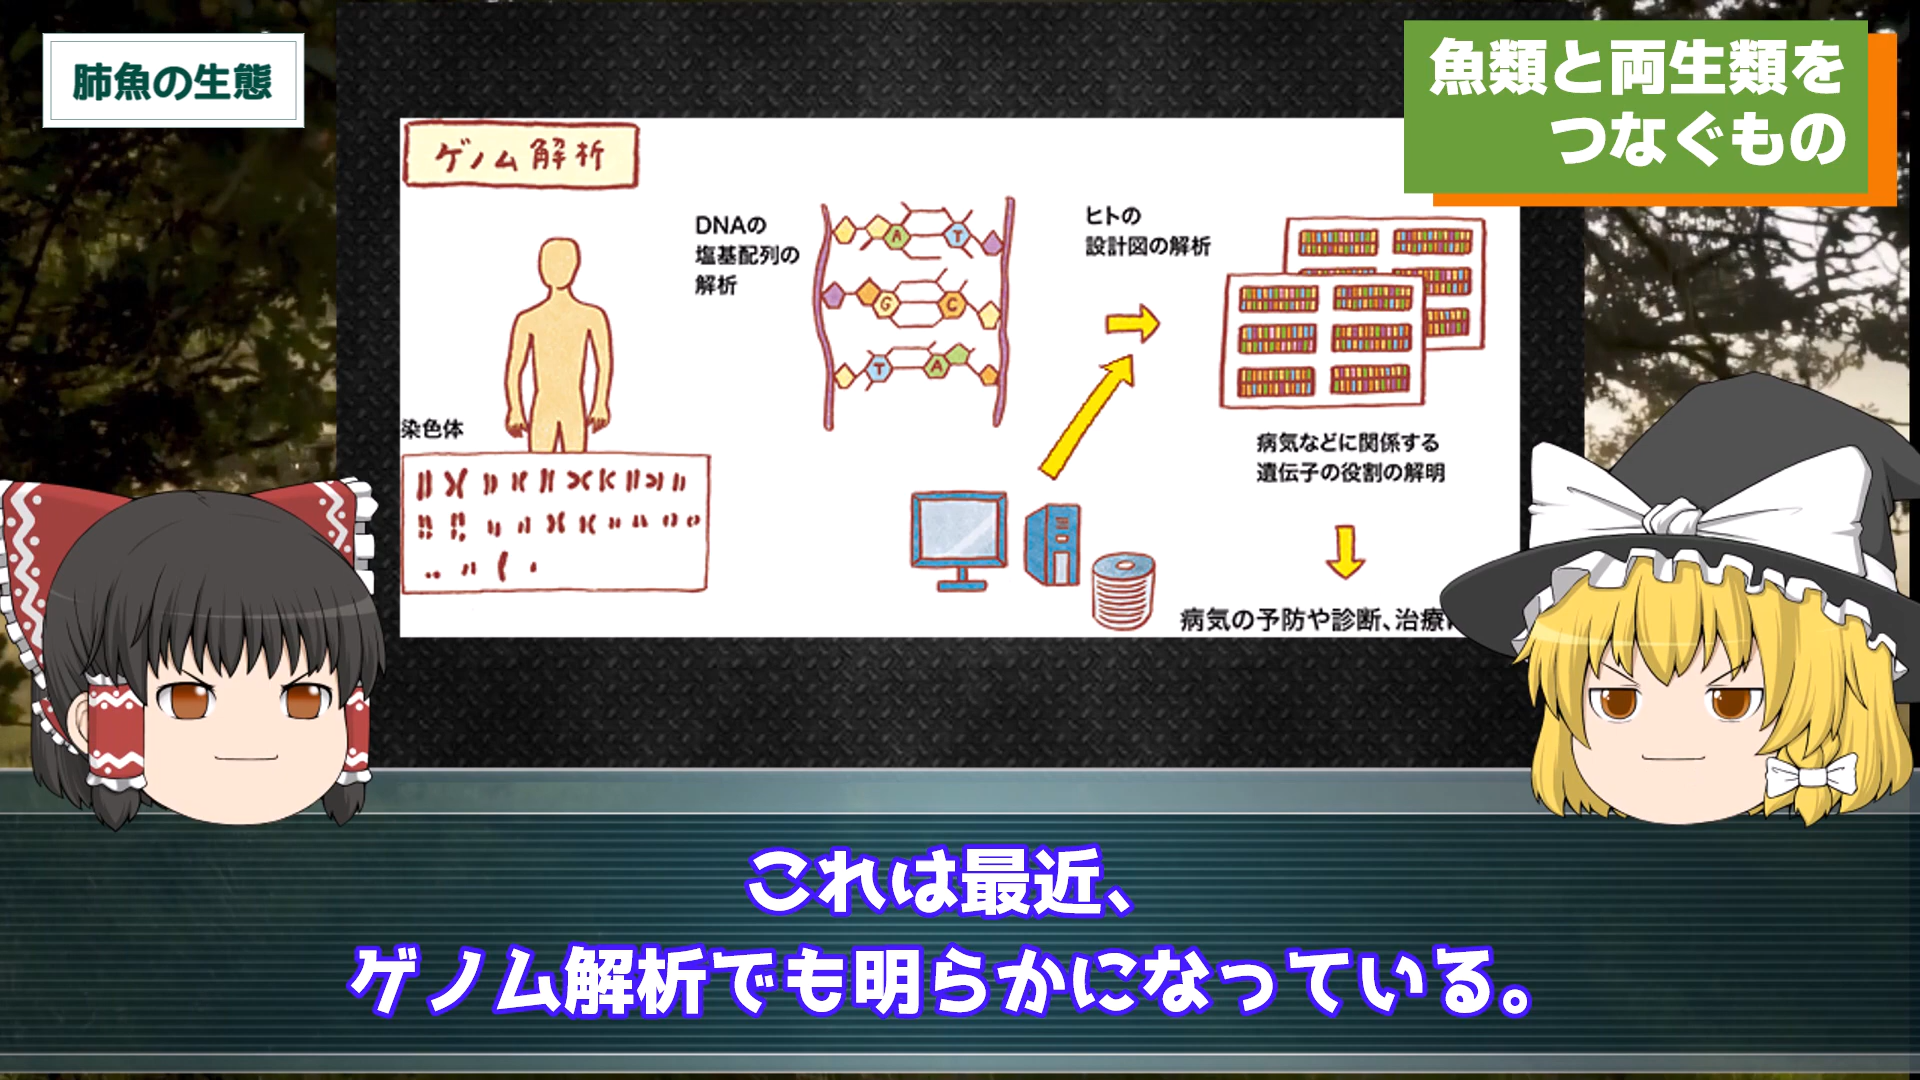 肺魚の生態
魚類と両生類を
つなぐもの
ゲノム解析
DNAの
塩基配列の
解析
A
T
G
C
T
A
ヒトの
設計図の解析
染色体
病気などに関係する
遺伝子の役割の解明
病気の予防や診断、治療
これは最近、
ゲノム解析でも明らかになっている。